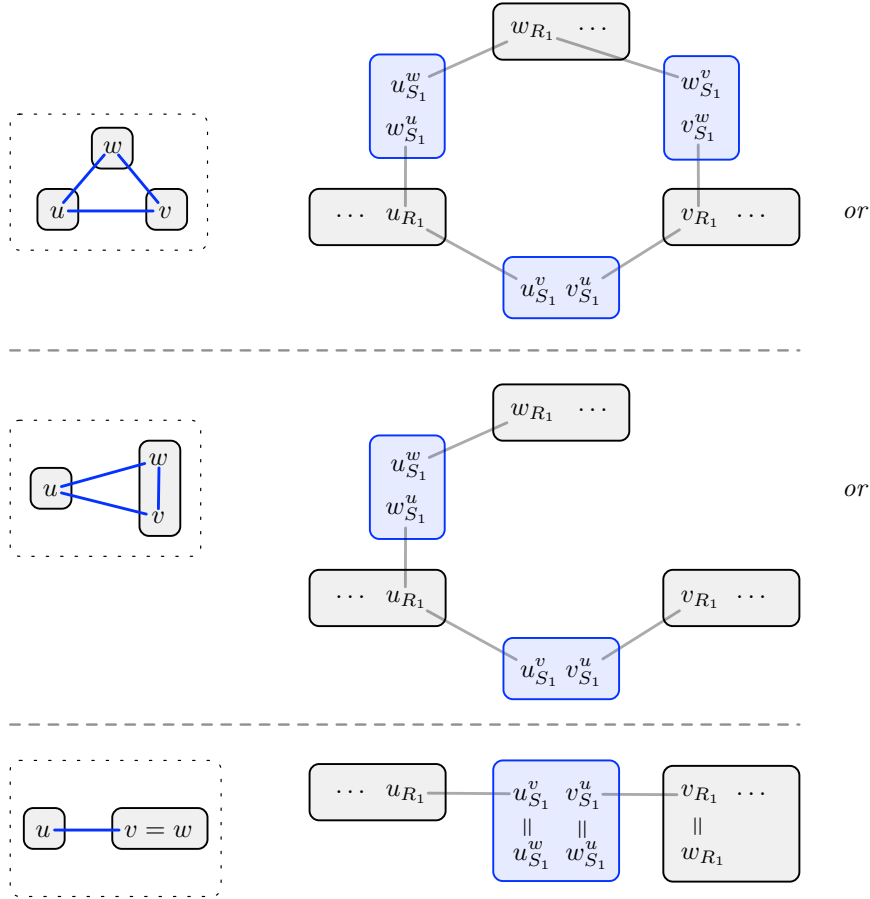 w_{R_1} ⋯
u^w_{S_1}
w^u_{S_1}
w^v_{S_1}
v^w_{S_1}
w
u v
⋯ u_{R_1}
v_{R_1} ⋯
or
u^v_{S_1} v^u_{S_1}
w_{R_1} ⋯
u^w_{S_1}
w^u_{S_1}
w
u
v
or
⋯ u_{R_1}
v_{R_1} ⋯
u^v_{S_1} v^u_{S_1}
u v = w
⋯ u_{R_1}
u^v_{S_1} v^u_{S_1}
= =
u^w_{S_1} w^u_{S_1}
v_{R_1} ⋯
=
w_{R_1}